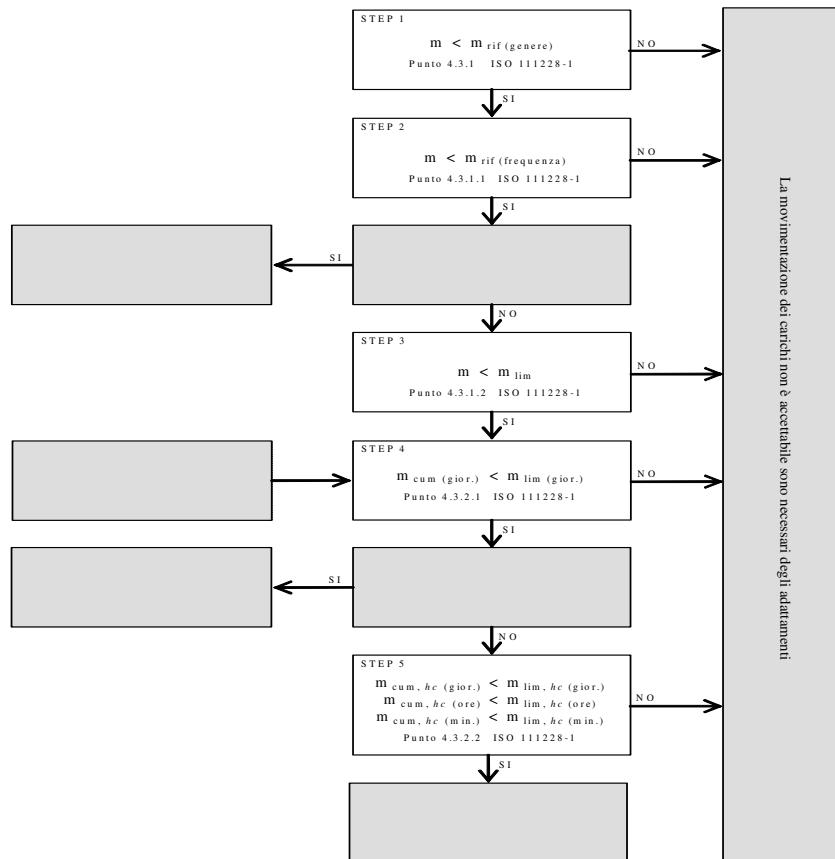 STEP 1
m < m rif (genere)
Punto 4.3.1 ISO 111228-1
NO
SI
STEP 2
m < m rif (frequenza)
Punto 4.3.1.1 ISO 111228-1
NO
SI
SI
NO
STEP 3
m < m lim
Punto 4.3.1.2 ISO 111228-1
NO
SI
STEP 4
m cum (gior.) < m lim (gior.)
Punto 4.3.2.1 ISO 111228-1
NO
SI
SI
NO
STEP 5
m cum, hc (gior.) < m lim, hc (gior.)
m cum, hc (ore) < m lim, hc (ore)
m cum, hc (min.) < m lim, hc (min.)
Punto 4.3.2.2 ISO 111228-1
NO
SI
La movimentazione dei carichi non è accettabile sono necessari degli adattamenti